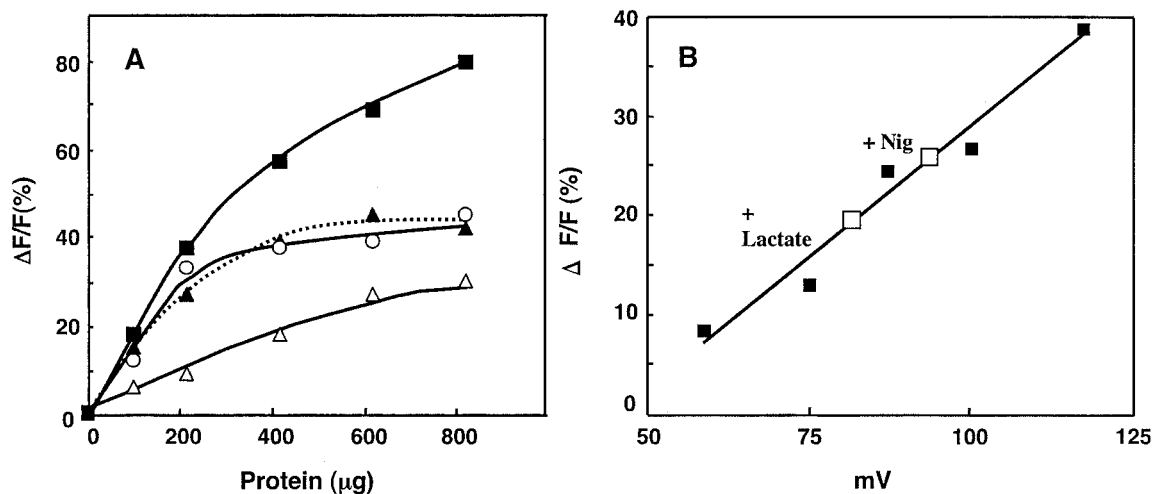 A
ΔF/F(%)
80
60
40
20
0
0 200 400 600 800
Protein (µg)
B
Δ F/F (%)
40
30
20
10
0
+ Nig
+
Lactate
50 75 100 125
mV